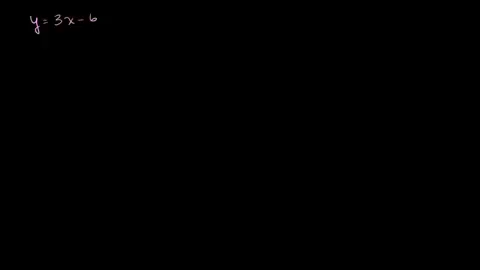 y = 3x - 6